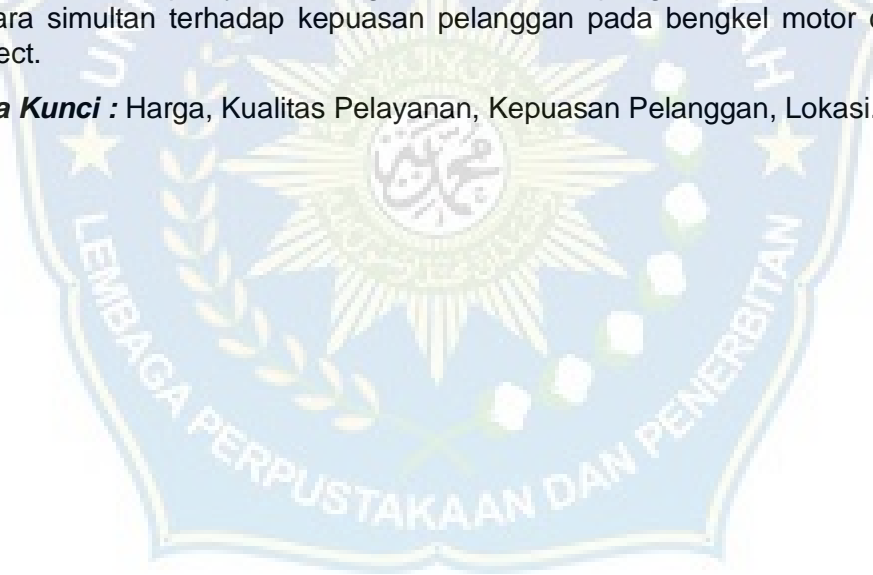 ara simultan terhadap kepuasan pelanggan pada bengkel motor
ect.
a Kunci : Harga, Kualitas Pelayanan, Kepuasan Pelanggan, Lokasi.
LEMBAGA PERPUSTAKAAN DAN PENERBITAN